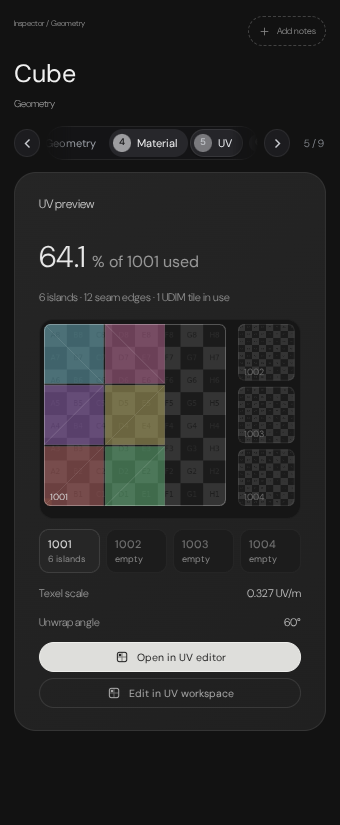 Inspector / Geometry
Add notes
Cube
Geometry
Geometry
4 Material
5 UV
5 / 9
UV preview
64.1 % of 1001 used
6 islands · 12 seam edges · 1 UDIM tile in use
1001
1002
1003
1004
1001
6 islands
1002
empty
1003
empty
1004
empty
Texel scale
0.327 UV/m
Unwrap angle
60°
Open in UV editor
Edit in UV workspace